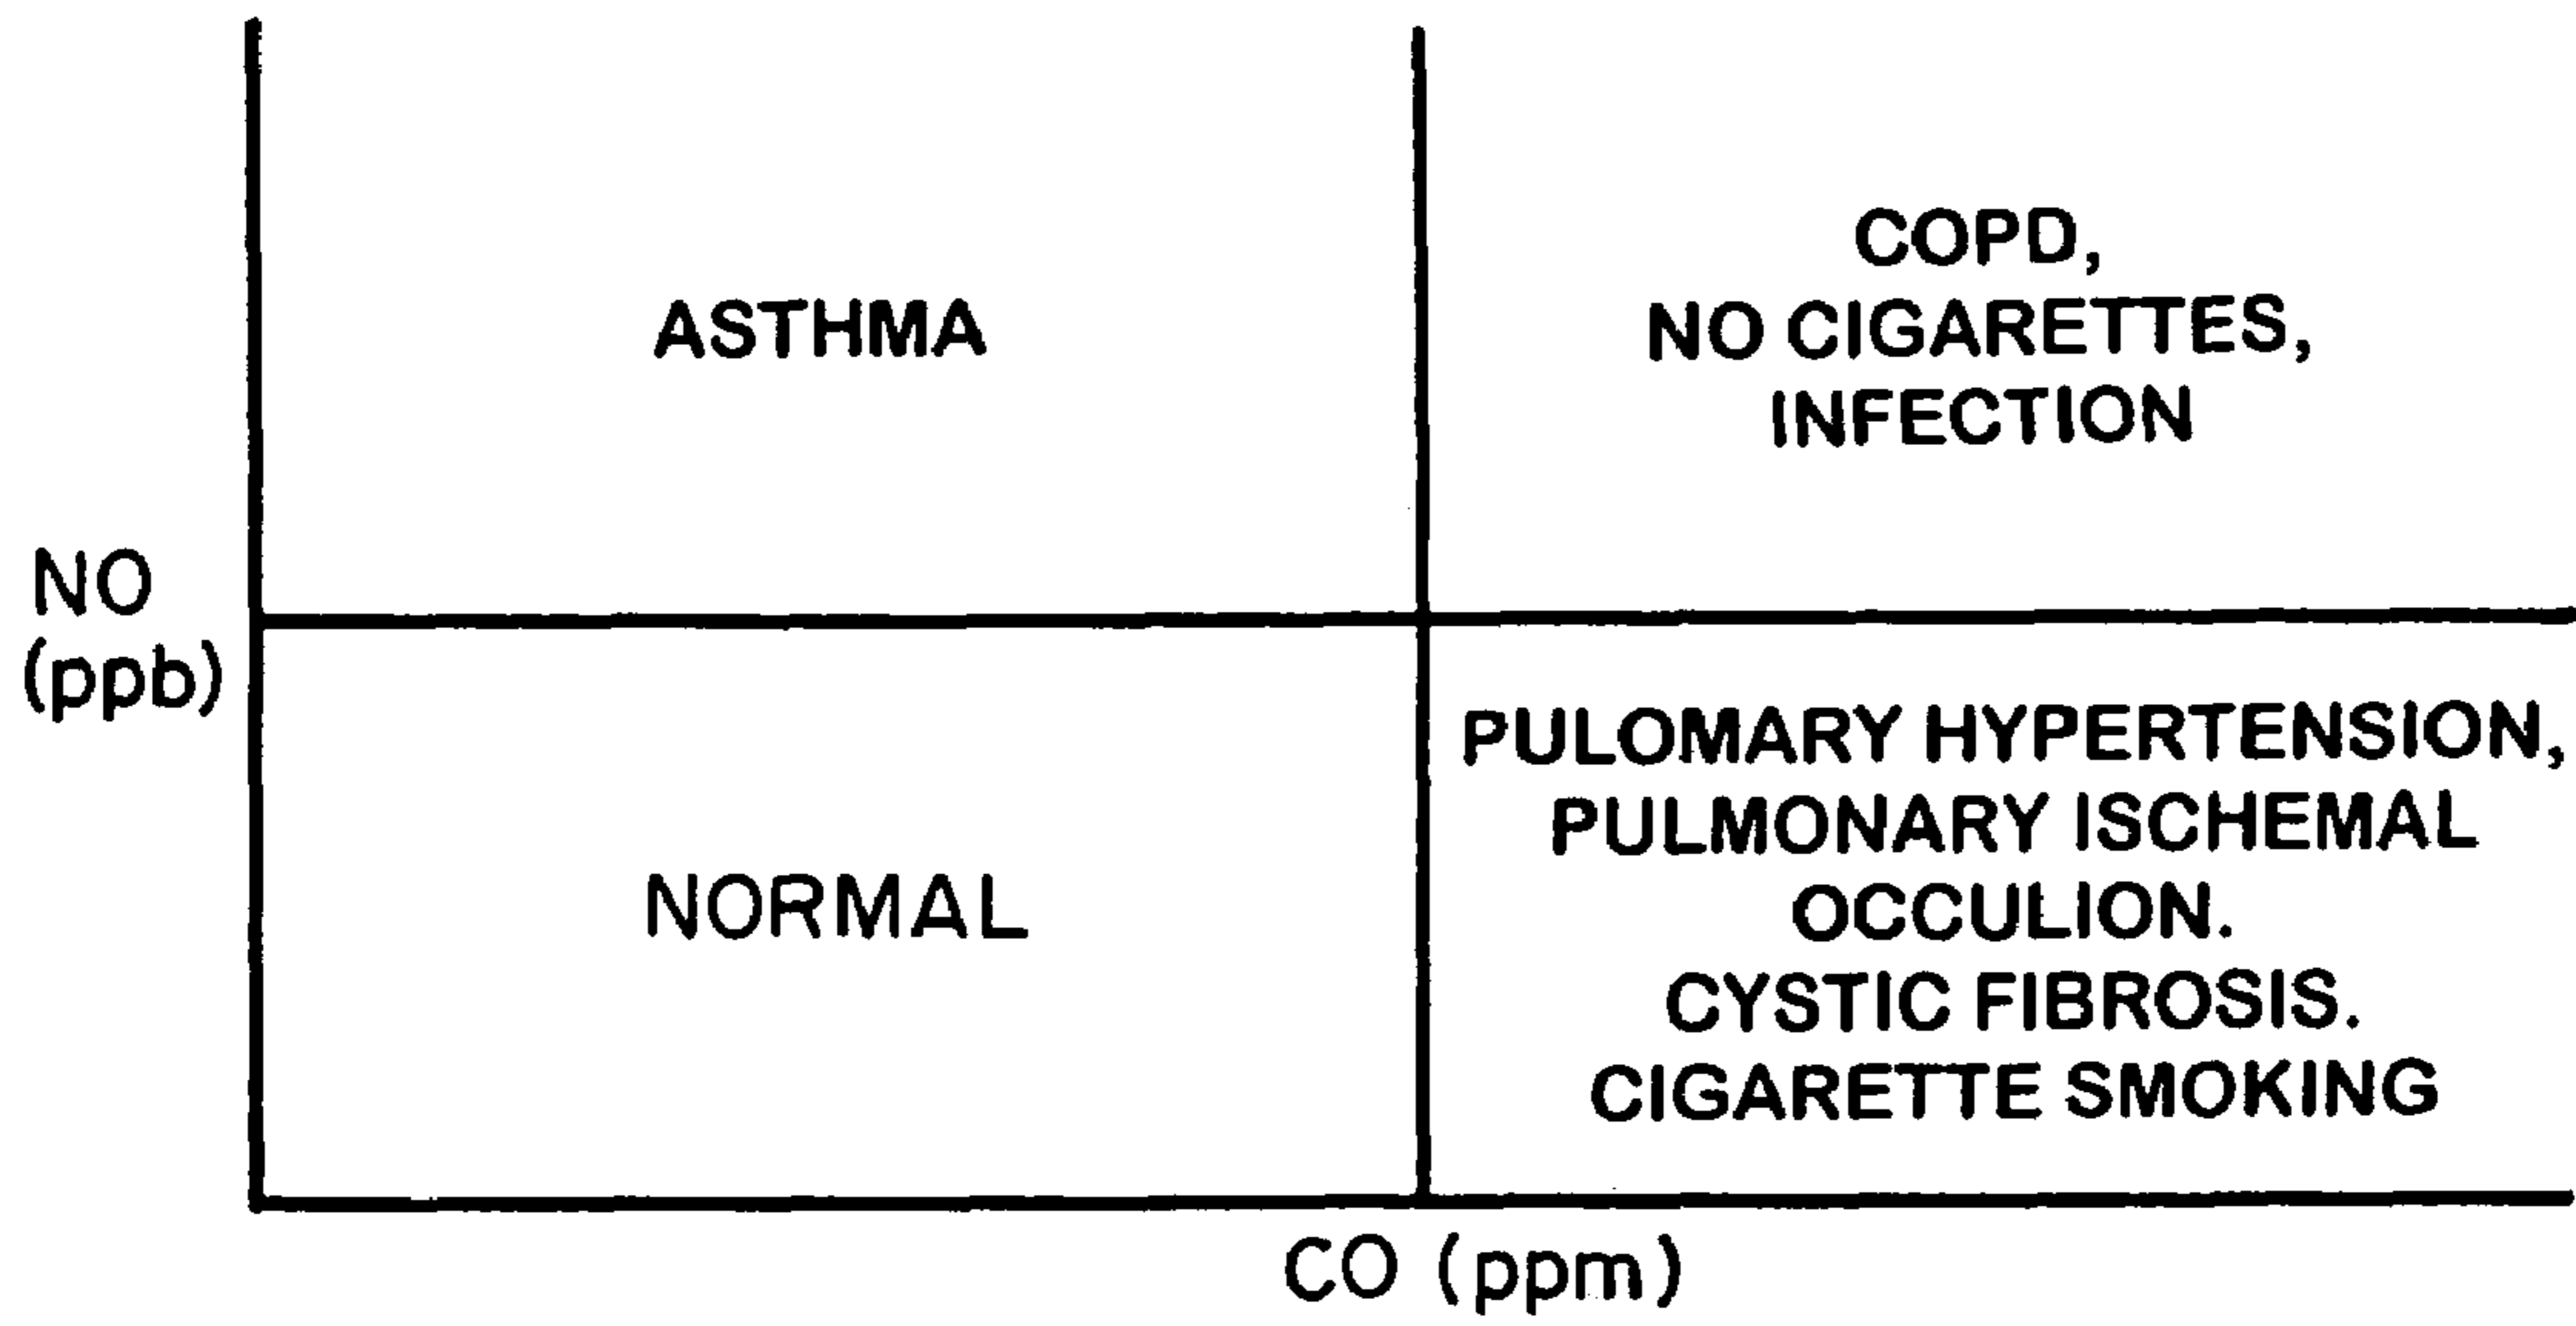 COPD,
NO CIGARETTES,
INFECTION
ASTHMA
NO
(ppb)
PULOMARY HYPERTENSION,
PULMONARY ISCHEMAL
OCCULION.
CYSTIC FIBROSIS.
CIGARETTE SMOKING
NORMAL
CO (ppm)